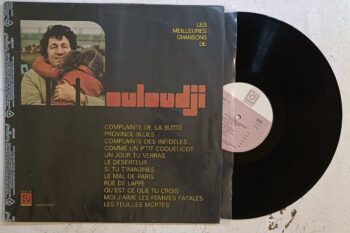 LES
MEILLEURES
CHANSONS
DE
mouloudji
COMPLAINTE DE LA BUTTE
PROVINCE BLUES
COMPLAINTE DES INFIDELES
COMME UN P'TIT COQUELICOT
UN JOUR TU VERRAS
LE DESERTEUR
SI TU T'IMAGINES
LE MAL DE PARIS
RUE DE LAPPE
QU'EST CE QUE TU CROIS
MOI J'AIME LES FEMMES FATALES
LES FEUILLES MORTES